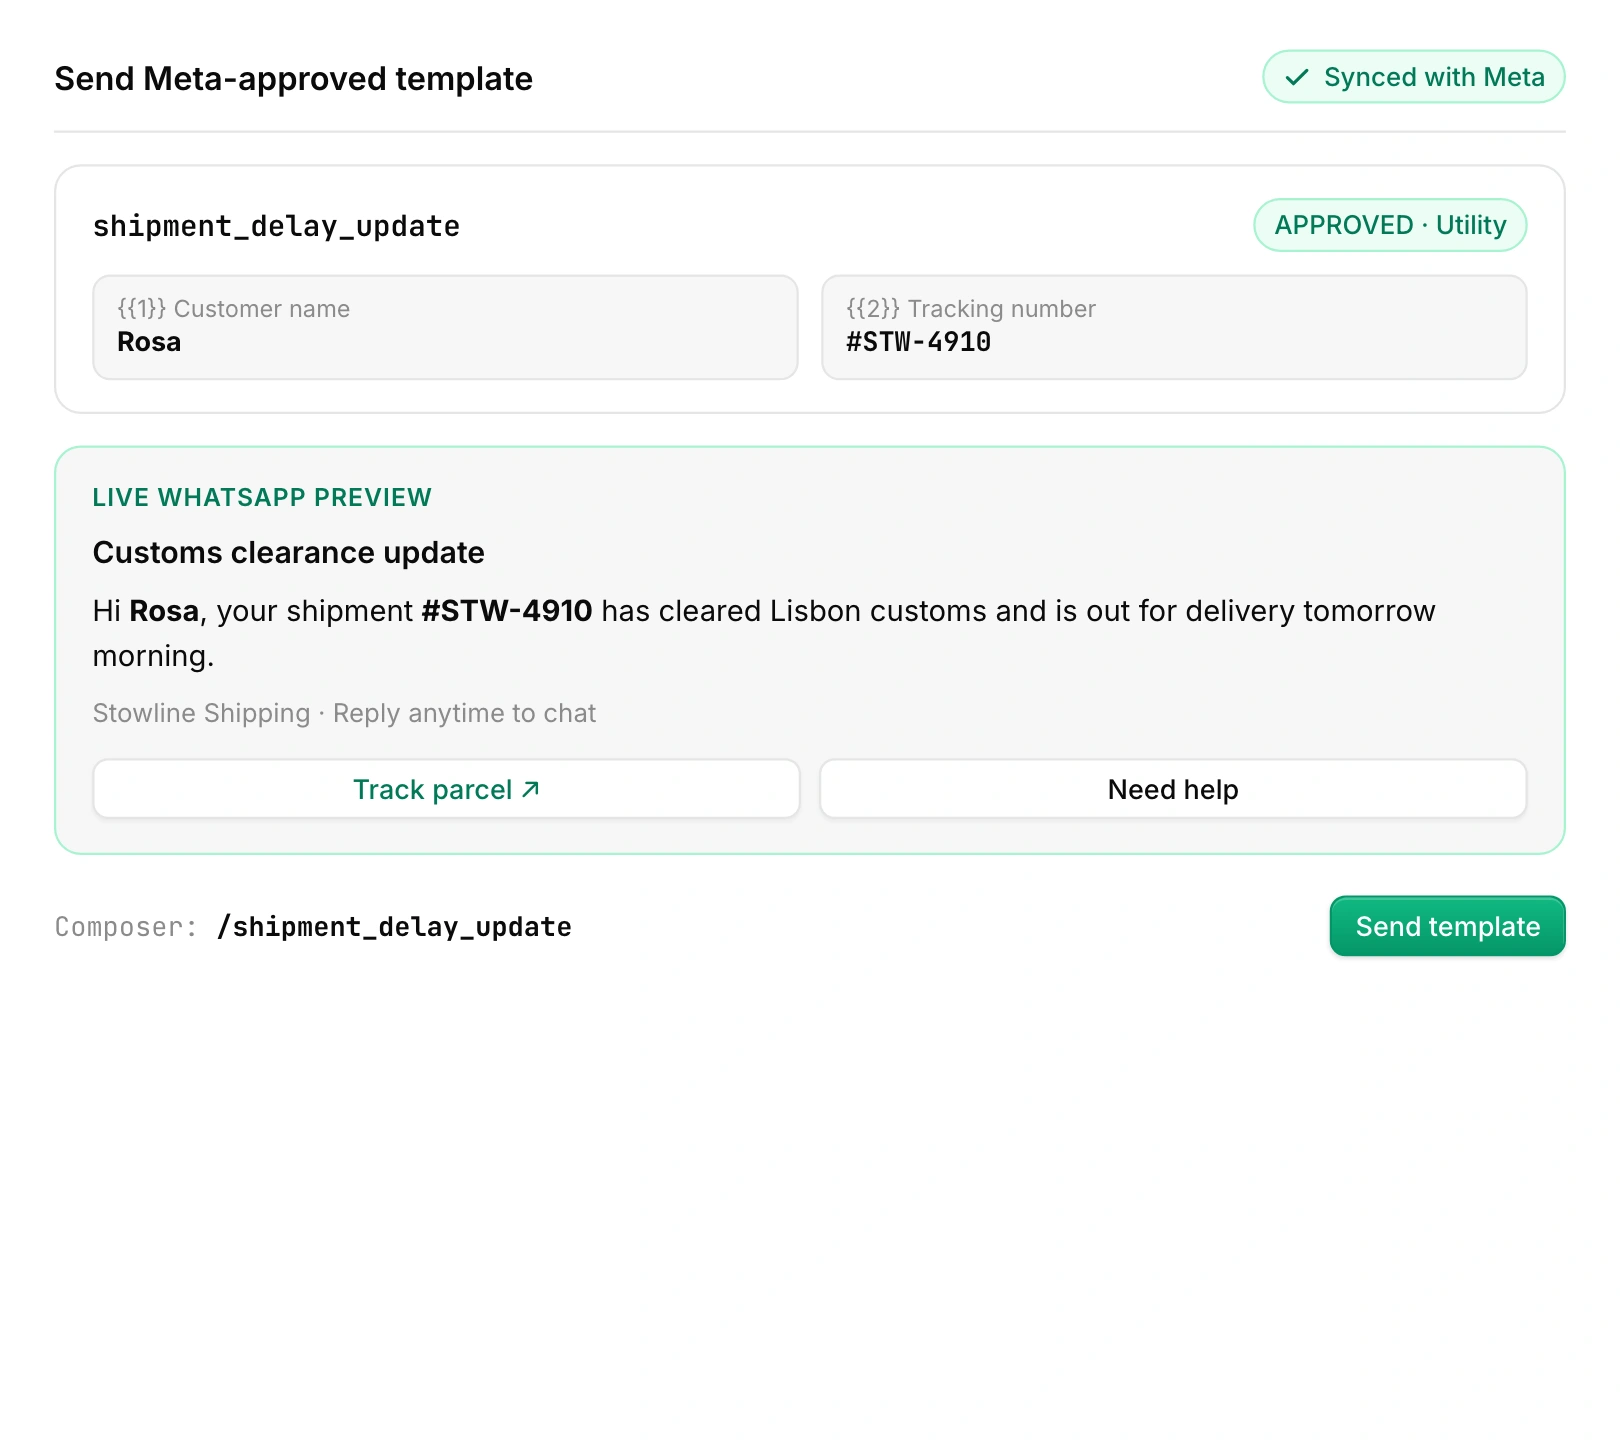 Send Meta-approved template
Synced with Meta
shipment_delay_update
APPROVED · Utility
{{1}} Customer name
Rosa
{{2}} Tracking number
#STW-4910
LIVE WHATSAPP PREVIEW
Customs clearance update
Hi Rosa, your shipment #STW-4910 has cleared Lisbon customs and is out for delivery tomorrow
morning.
Stowline Shipping · Reply anytime to chat
Track parcel ↗
Need help
Composer: /shipment_delay_update
Send template